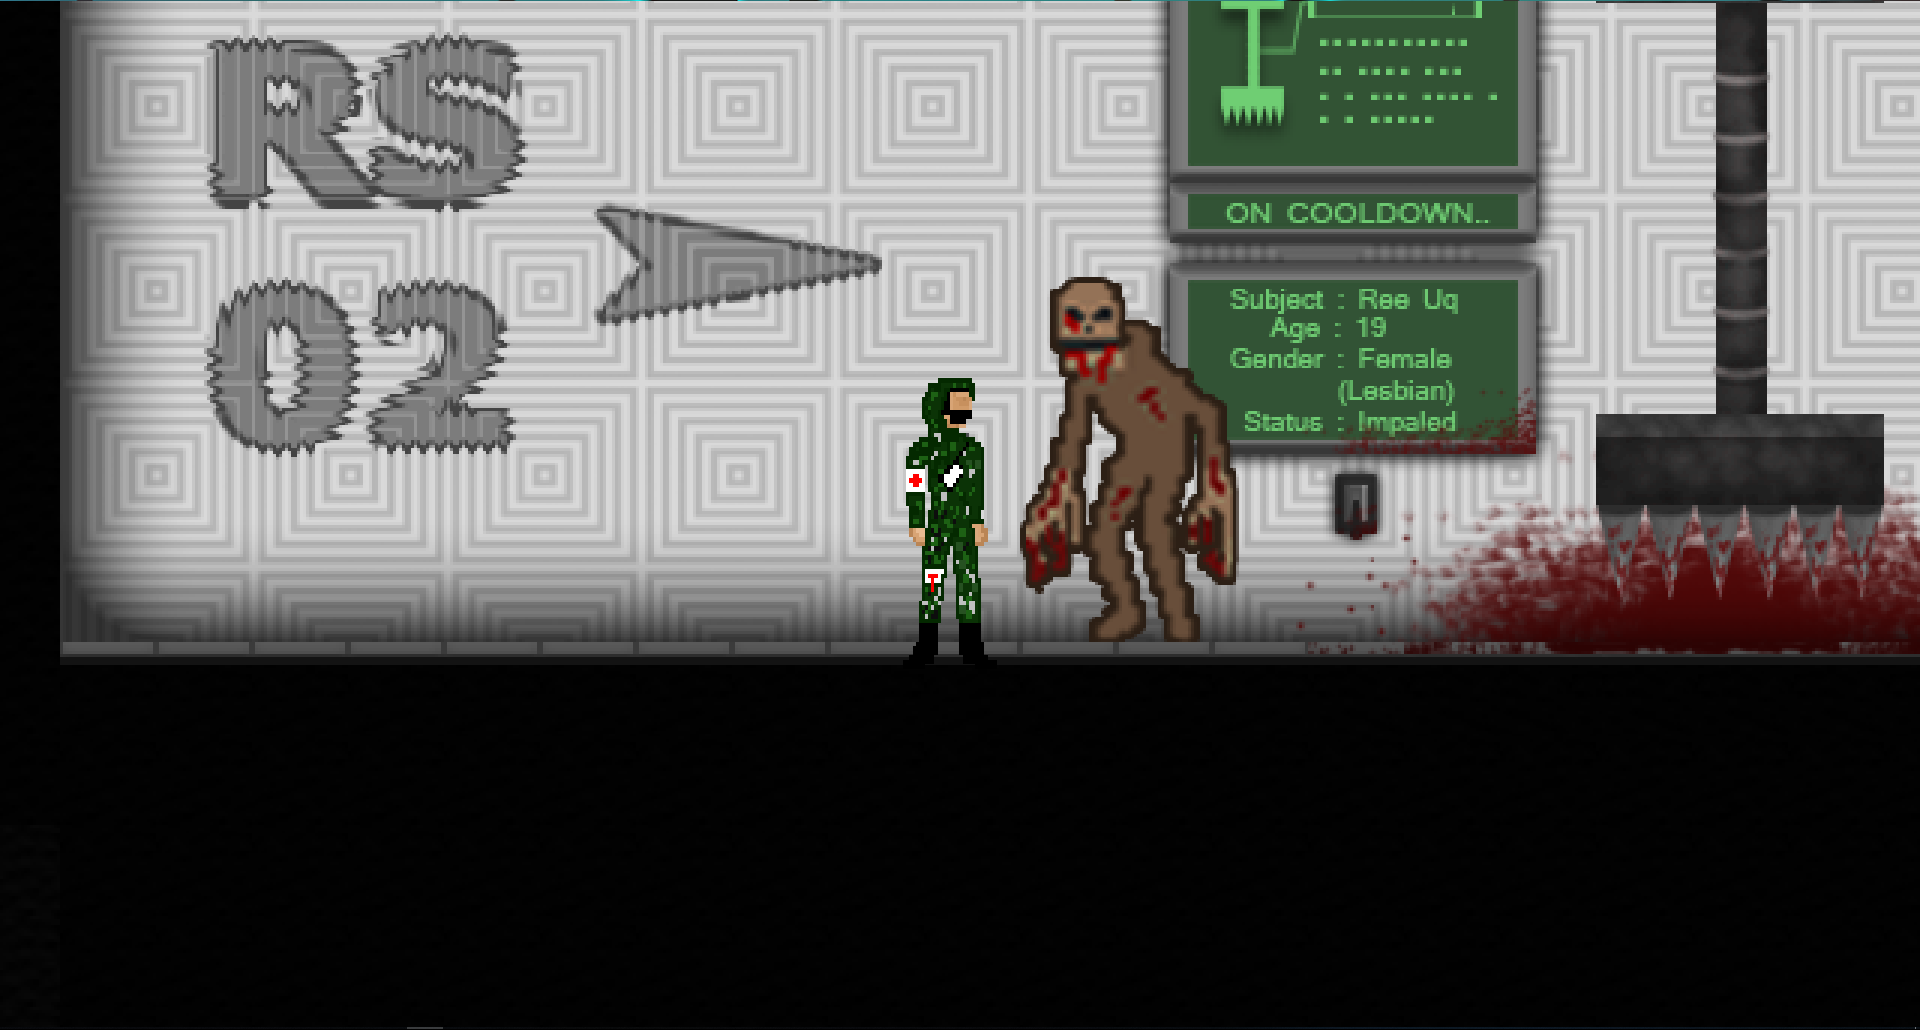 RS
02
ON COOLDOWN..
Subject : Ree Uq
Age : 19
Gender : Female
(Lesbian)
Status : Impaled